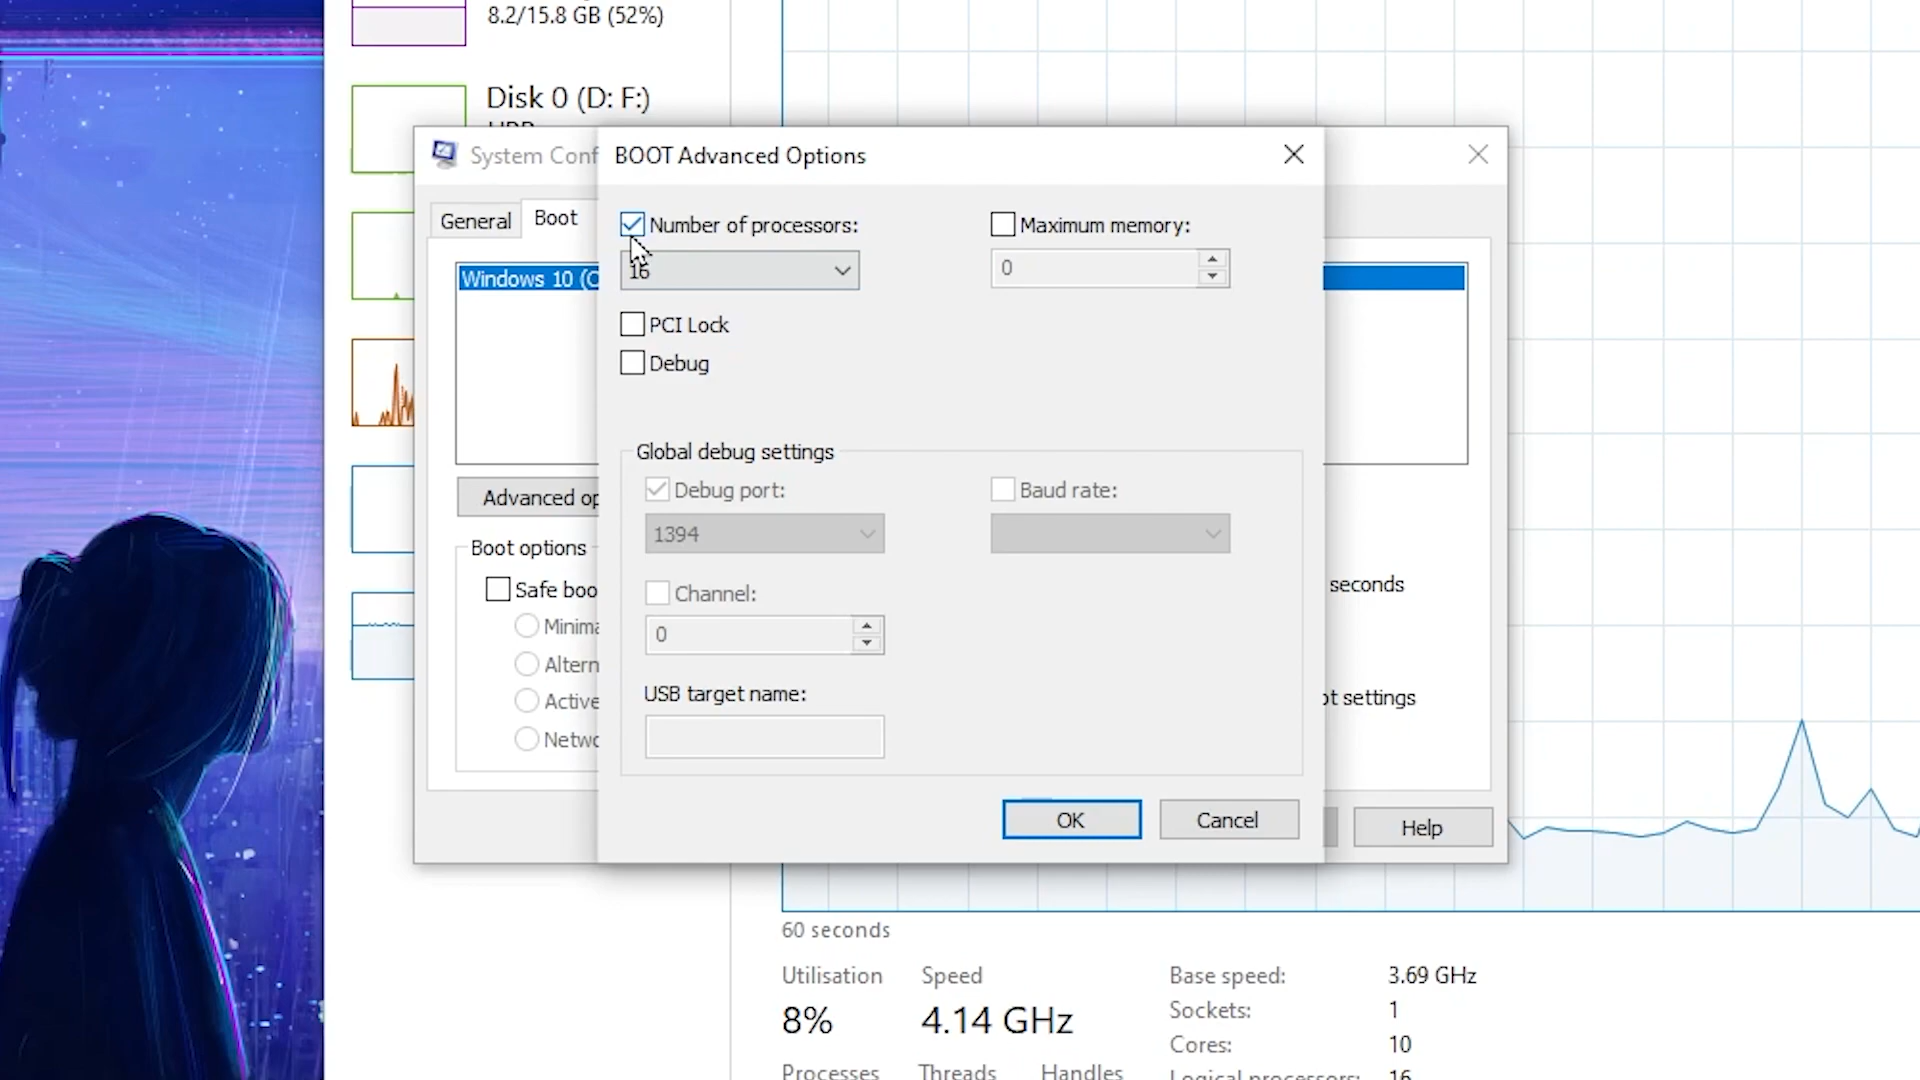 8.2/15.8 GB (52%)
Disk 0 (D: F:)
System Conf
BOOT Advanced Options
General
Boot
Number of processors:
Maximum memory:
16
0
Windows 10 (C
PCI Lock
Debug
Global debug settings
Debug port:
Baud rate:
1394
Advanced op
Boot options
Channel:
Safe boo
seconds
0
Minima
Altern
USB target name:
ot settings
Active
Netwo
OK
Cancel
Help
60 seconds
Utilisation
Speed
Base speed:
3.69 GHz
8%
4.14 GHz
Sockets:
1
Cores:
10
Processes
Threads
Handles
Logical processors:
16